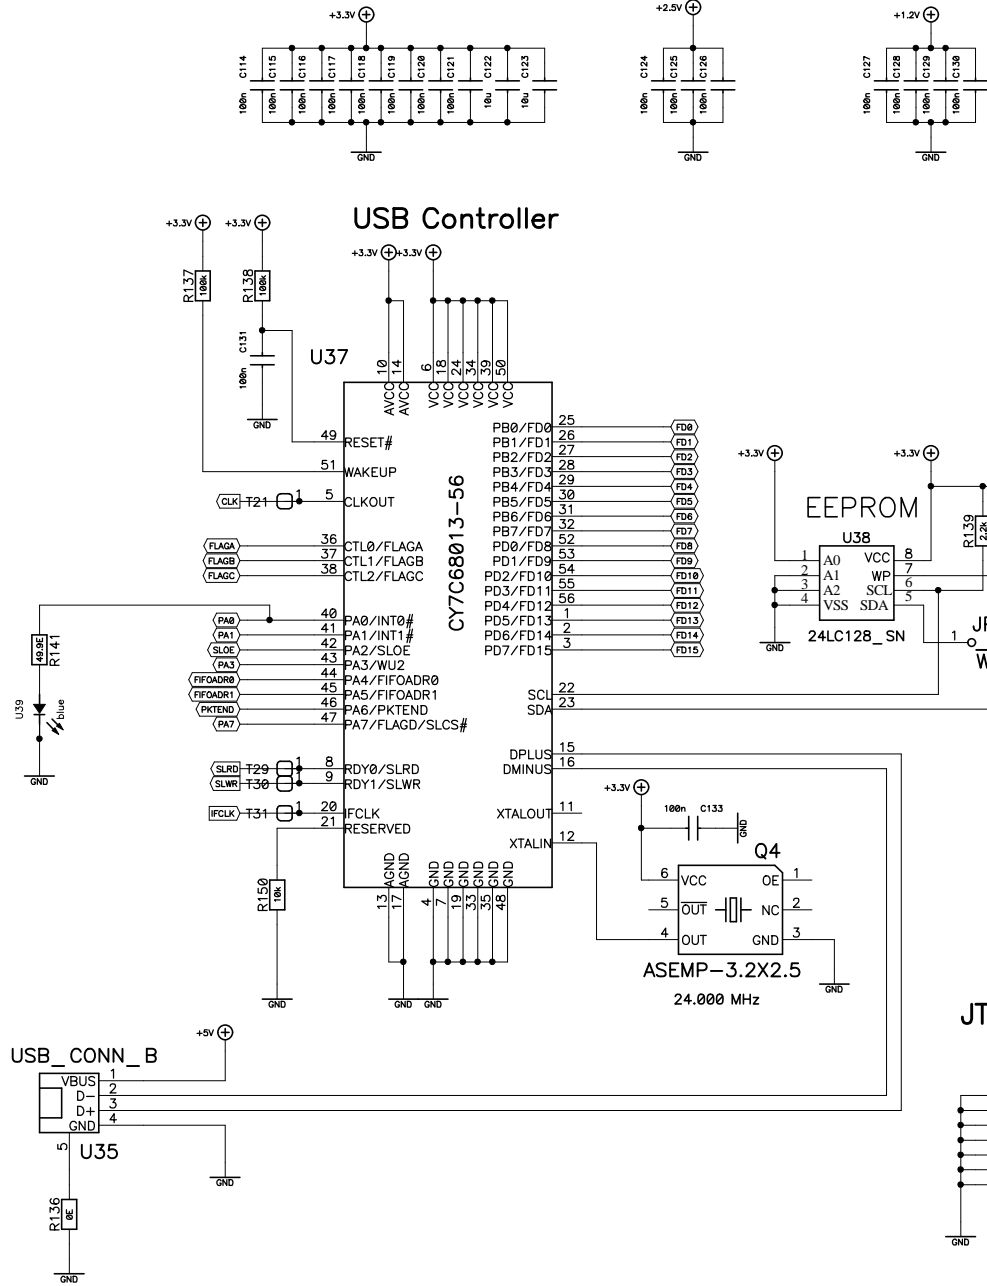 +3.3V
+2.5V
+1.2V
C114 100n
C115 100n
C116 100n
C117 100n
C118 100n
C119 100n
C120 100n
C121 100n
C122 10u
C123 10u
C124 100n
C125 100n
C126 100n
C127 100n
C128 100n
C129 100n
C130 100n
GND
GND
GND
USB Controller
+3.3V
+3.3V
+3.3V
+3.3V
R137 100k
R138 100k
C131 100n
GND
U37
10 14 6 18 24 34 39 50
AVCC AVCC VCC VCC VCC VCC VCC VCC
CY7C68013-56
49 RESET#
51 WAKEUP
CLK T21 1 5 CLKOUT
FLAGA 36 CTL0/FLAGA
FLAGB 37 CTL1/FLAGB
FLAGC 38 CTL2/FLAGC
PA0 40 PA0/INT0#
PA1 41 PA1/INT1#
SLOE 42 PA2/SLOE
PA3 43 PA3/WU2
FIFOADR0 44 PA4/FIFOADR0
FIFOADR1 45 PA5/FIFOADR1
PKTEND 46 PA6/PKTEND
PA7 47 PA7/FLAGD/SLCS#
SLRD T29 1 8 RDY0/SLRD
SLWR T30 1 9 RDY1/SLWR
IFCLK T31 1 20 IFCLK
21 RESERVED
PB0/FD0 25 FD0
PB1/FD1 26 FD1
PB2/FD2 27 FD2
PB3/FD3 28 FD3
PB4/FD4 29 FD4
PB5/FD5 30 FD5
PB6/FD6 31 FD6
PB7/FD7 32 FD7
PD0/FD8 52 FD8
PD1/FD9 53 FD9
PD2/FD10 54 FD10
PD3/FD11 55 FD11
PD4/FD12 56 FD12
PD5/FD13 1 FD13
PD6/FD14 2 FD14
PD7/FD15 3 FD15
SCL 22
SDA 23
DPLUS 15
DMINUS 16
XTALOUT 11
XTALIN 12
AGND AGND GND GND GND GND GND GND
13 17 4 7 19 33 35 48
GND GND
R141 49.9E
U39 blue
GND
R150 10k
GND
+3.3V
+3.3V
EEPROM
U38
R139 2.2k
1 A0 VCC 8
2 A1 WP 7
3 A2 SCL 6
4 VSS SDA 5
24LC128_SN
GND
1
JP
W
+3.3V
100n C133
GND
Q4
6 VCC OE 1
5 OUT NC 2
4 OUT GND 3
ASEMP-3.2X2.5
24.000 MHz
GND
JT
+5V
USB_CONN_B
VBUS 1
D- 2
D+ 3
GND 4
5
U35
GND
R136 0E
GND
GND